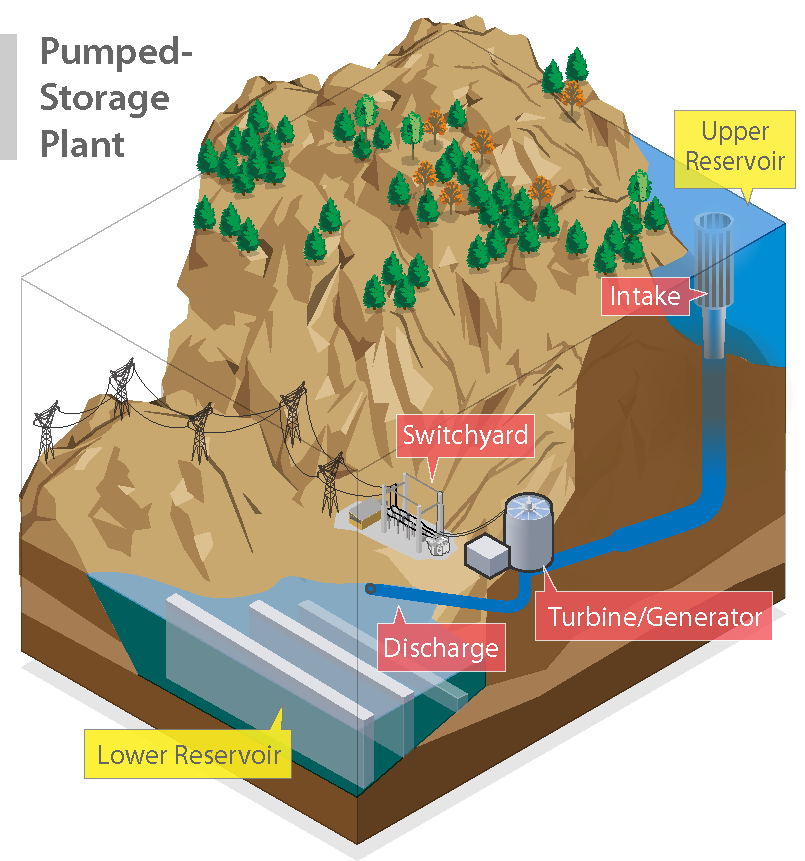 Pumped-
Storage
Plant
Upper
Reservoir
Intake
Switchyard
Turbine/Generator
Discharge
Lower Reservoir